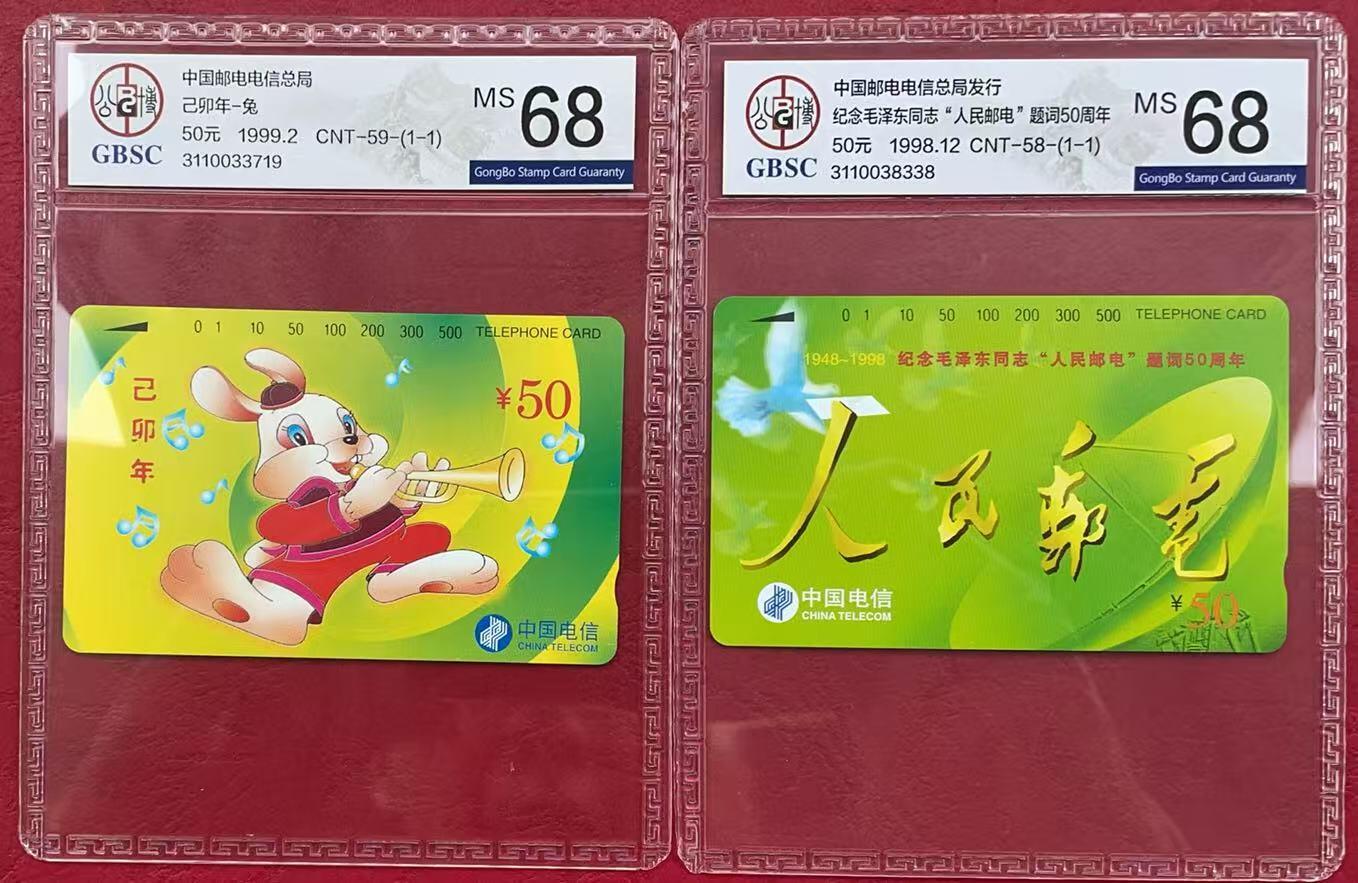 公博
GBSC
中国邮电电信总局
己卯年-兔
50元 1999.2 CNT-59-(1-1)
3110033719
MS 68
GongBo Stamp Card Guaranty
0 1 10 50 100 200 300 500 TELEPHONE CARD
己卯年
¥50
中国电信
CHINA TELECOM
公博
GBSC
中国邮电电信总局发行
纪念毛泽东同志“人民邮电”题词50周年
50元 1998.12 CNT-58-(1-1)
3110038338
MS 68
GongBo Stamp Card Guaranty
0 1 10 50 100 200 300 500 TELEPHONE CARD
1948~1998 纪念毛泽东同志“人民邮电”题词50周年
人民郵電
中国电信
CHINA TELECOM
¥50